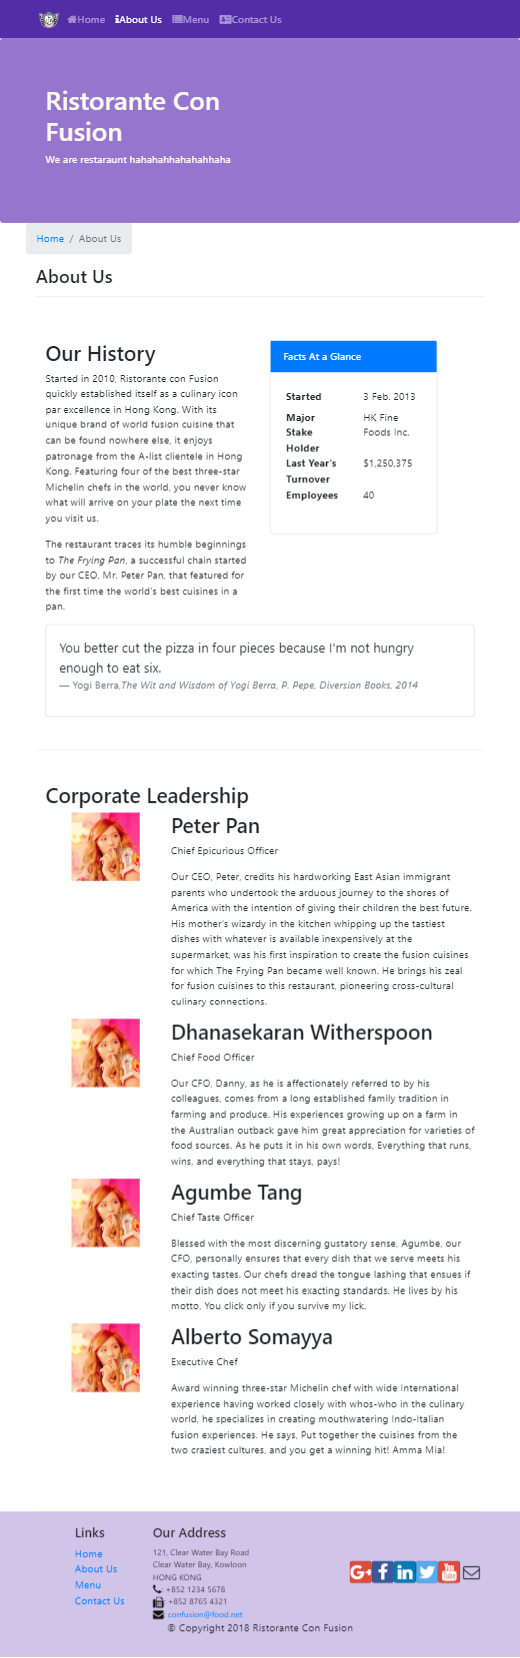 Home About Us Menu Contact Us
Ristorante Con
Fusion
We are restaraunt hahahahhahahahhaha
Home / About Us
About Us
Our History
Started in 2010, Ristorante con Fusion
quickly established itself as a culinary icon
par excellence in Hong Kong. With its
unique brand of world fusion cuisine that
can be found nowhere else, it enjoys
patronage from the A-list clientele in Hong
Kong. Featuring four of the best three-star
Michelin chefs in the world, you never know
what will arrive on your plate the next time
you visit us.
The restaurant traces its humble beginnings
to The Frying Pan, a successful chain started
by our CEO, Mr. Peter Pan, that featured for
the first time the world's best cuisines in a
pan.
Facts At a Glance
Started 3 Feb. 2013
Major HK Fine
Stake Foods Inc.
Holder
Last Year's $1,250,375
Turnover
Employees 40
You better cut the pizza in four pieces because I'm not hungry
enough to eat six.
— Yogi Berra,The Wit and Wisdom of Yogi Berra, P. Pepe, Diversion Books, 2014
Corporate Leadership
Peter Pan
Chief Epicurious Officer
Our CEO, Peter, credits his hardworking East Asian immigrant
parents who undertook the arduous journey to the shores of
America with the intention of giving their children the best future.
His mother's wizardy in the kitchen whipping up the tastiest
dishes with whatever is available inexpensively at the
supermarket, was his first inspiration to create the fusion cuisines
for which The Frying Pan became well known. He brings his zeal
for fusion cuisines to this restaurant, pioneering cross-cultural
culinary connections.
Dhanasekaran Witherspoon
Chief Food Officer
Our CFO, Danny, as he is affectionately referred to by his
colleagues, comes from a long established family tradition in
farming and produce. His experiences growing up on a farm in
the Australian outback gave him great appreciation for varieties of
food sources. As he puts it in his own words, Everything that runs,
wins, and everything that stays, pays!
Agumbe Tang
Chief Taste Officer
Blessed with the most discerning gustatory sense, Agumbe, our
CFO, personally ensures that every dish that we serve meets his
exacting tastes. Our chefs dread the tongue lashing that ensues if
their dish does not meet his exacting standards. He lives by his
motto, You click only if you survive my lick.
Alberto Somayya
Executive Chef
Award winning three-star Michelin chef with wide International
experience having worked closely with whos-who in the culinary
world, he specializes in creating mouthwatering Indo-Italian
fusion experiences. He says, Put together the cuisines from the
two craziest cultures, and you get a winning hit! Amma Mia!
Links
Home
About Us
Menu
Contact Us
Our Address
121, Clear Water Bay Road
Clear Water Bay, Kowloon
HONG KONG
: +852 1234 5678
: +852 8765 4321
: confusion@food.net
G+ f in You Tube
© Copyright 2018 Ristorante Con Fusion